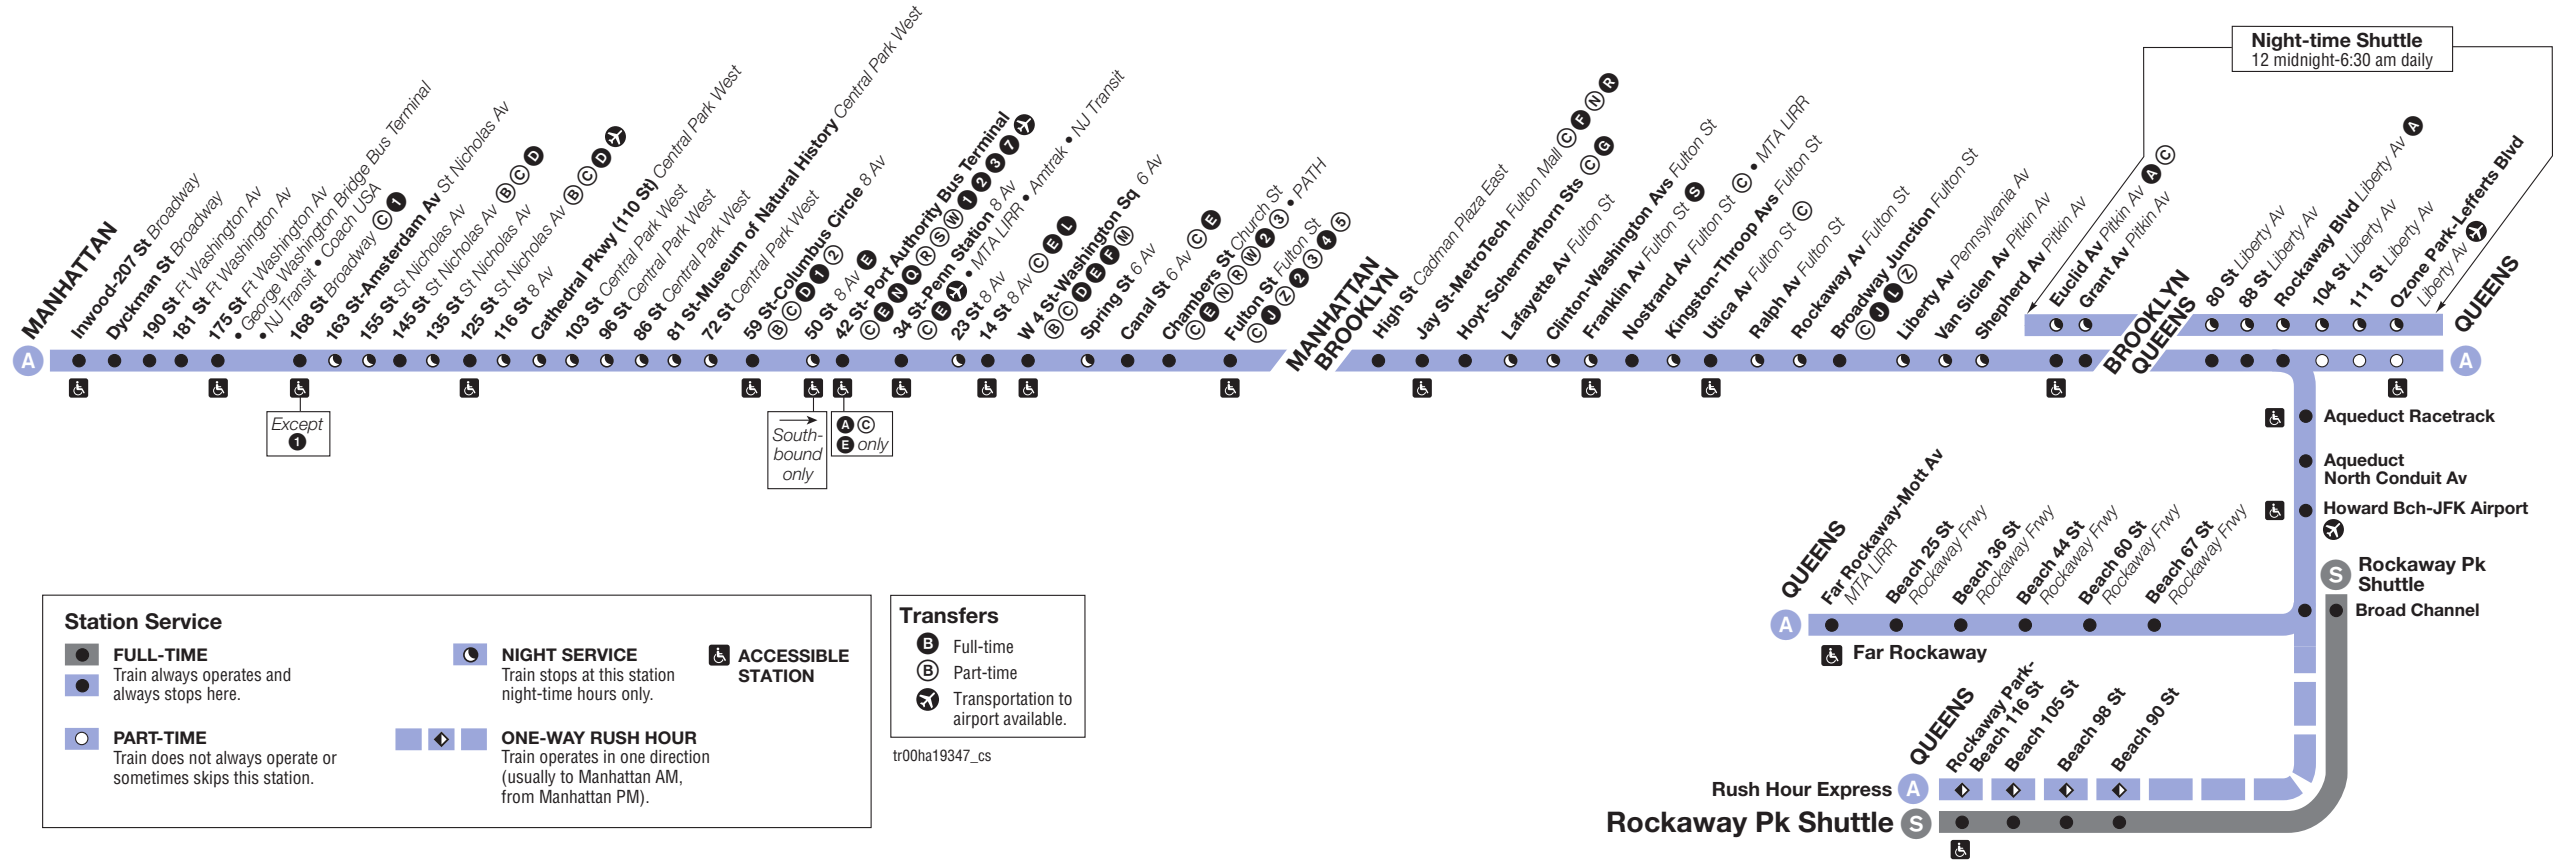 Night-time Shuttle
12 midnight-6:30 am daily
MANHATTAN
Inwood-207 St Broadway
Dyckman St Broadway
190 St Ft Washington Av
181 St Ft Washington Av
175 St Ft Washington Av
• George Washington Bridge Bus Terminal
• NJ Transit • Coach USA
168 St Broadway C 1
163 St-Amsterdam Av St Nicholas Av
155 St St Nicholas Av
145 St St Nicholas Av B C D
135 St St Nicholas Av
125 St St Nicholas Av B C D
116 St 8 Av
Cathedral Pkwy (110 St) Central Park West
103 St Central Park West
96 St Central Park West
86 St Central Park West
81 St-Museum of Natural History Central Park West
72 St Central Park West
59 St-Columbus Circle 8 Av
B C D 1 2
50 St 8 Av E
42 St-Port Authority Bus Terminal
C E N Q R S W 1 2 3 7
34 St-Penn Station 8 Av
C E • MTA LIRR • Amtrak • NJ Transit
23 St 8 Av
14 St 8 Av C E L
W 4 St-Washington Sq 6 Av
B C D E F M
Spring St 6 Av
Canal St 6 Av C E
Chambers St Church St
C E N R W 2 3 • PATH
Fulton St Fulton St
C J Z 2 3 4 5
MANHATTAN
BROOKLYN
High St Cadman Plaza East
Jay St-MetroTech Fulton Mall C F N R
Hoyt-Schermerhorn Sts C G
Lafayette Av Fulton St
Clinton-Washington Avs Fulton St
Franklin Av Fulton St S
Nostrand Av Fulton St C • MTA LIRR
Kingston-Throop Avs Fulton St
Utica Av Fulton St C
Ralph Av Fulton St
Rockaway Av Fulton St
Broadway Junction Fulton St
C J L Z
Liberty Av Pennsylvania Av
Van Siclen Av Pitkin Av
Shepherd Av Pitkin Av
Euclid Av Pitkin Av A C
Grant Av Pitkin Av
BROOKLYN
QUEENS
80 St Liberty Av
88 St Liberty Av
Rockaway Blvd Liberty Av A
104 St Liberty Av
111 St Liberty Av
Ozone Park-Lefferts Blvd
Liberty Av
QUEENS
A
A
Except
1
South-
bound
only
A C
E only
Aqueduct Racetrack
Aqueduct
North Conduit Av
Howard Bch-JFK Airport
S Rockaway Pk
Shuttle
Broad Channel
QUEENS
Far Rockaway-Mott Av
MTA LIRR
Beach 25 St
Rockaway Frwy
Beach 36 St
Rockaway Frwy
Beach 44 St
Rockaway Frwy
Beach 60 St
Rockaway Frwy
Beach 67 St
Rockaway Frwy
A
Far Rockaway
QUEENS
Rockaway Park-
Beach 116 St
Beach 105 St
Beach 98 St
Beach 90 St
Rush Hour Express A
Rockaway Pk Shuttle S
Station Service
FULL-TIME
Train always operates and
always stops here.
PART-TIME
Train does not always operate or
sometimes skips this station.
NIGHT SERVICE
Train stops at this station
night-time hours only.
ONE-WAY RUSH HOUR
Train operates in one direction
(usually to Manhattan AM,
from Manhattan PM).
ACCESSIBLE
STATION
Transfers
B Full-time
B Part-time
Transportation to
airport available.
tr00ha19347_cs